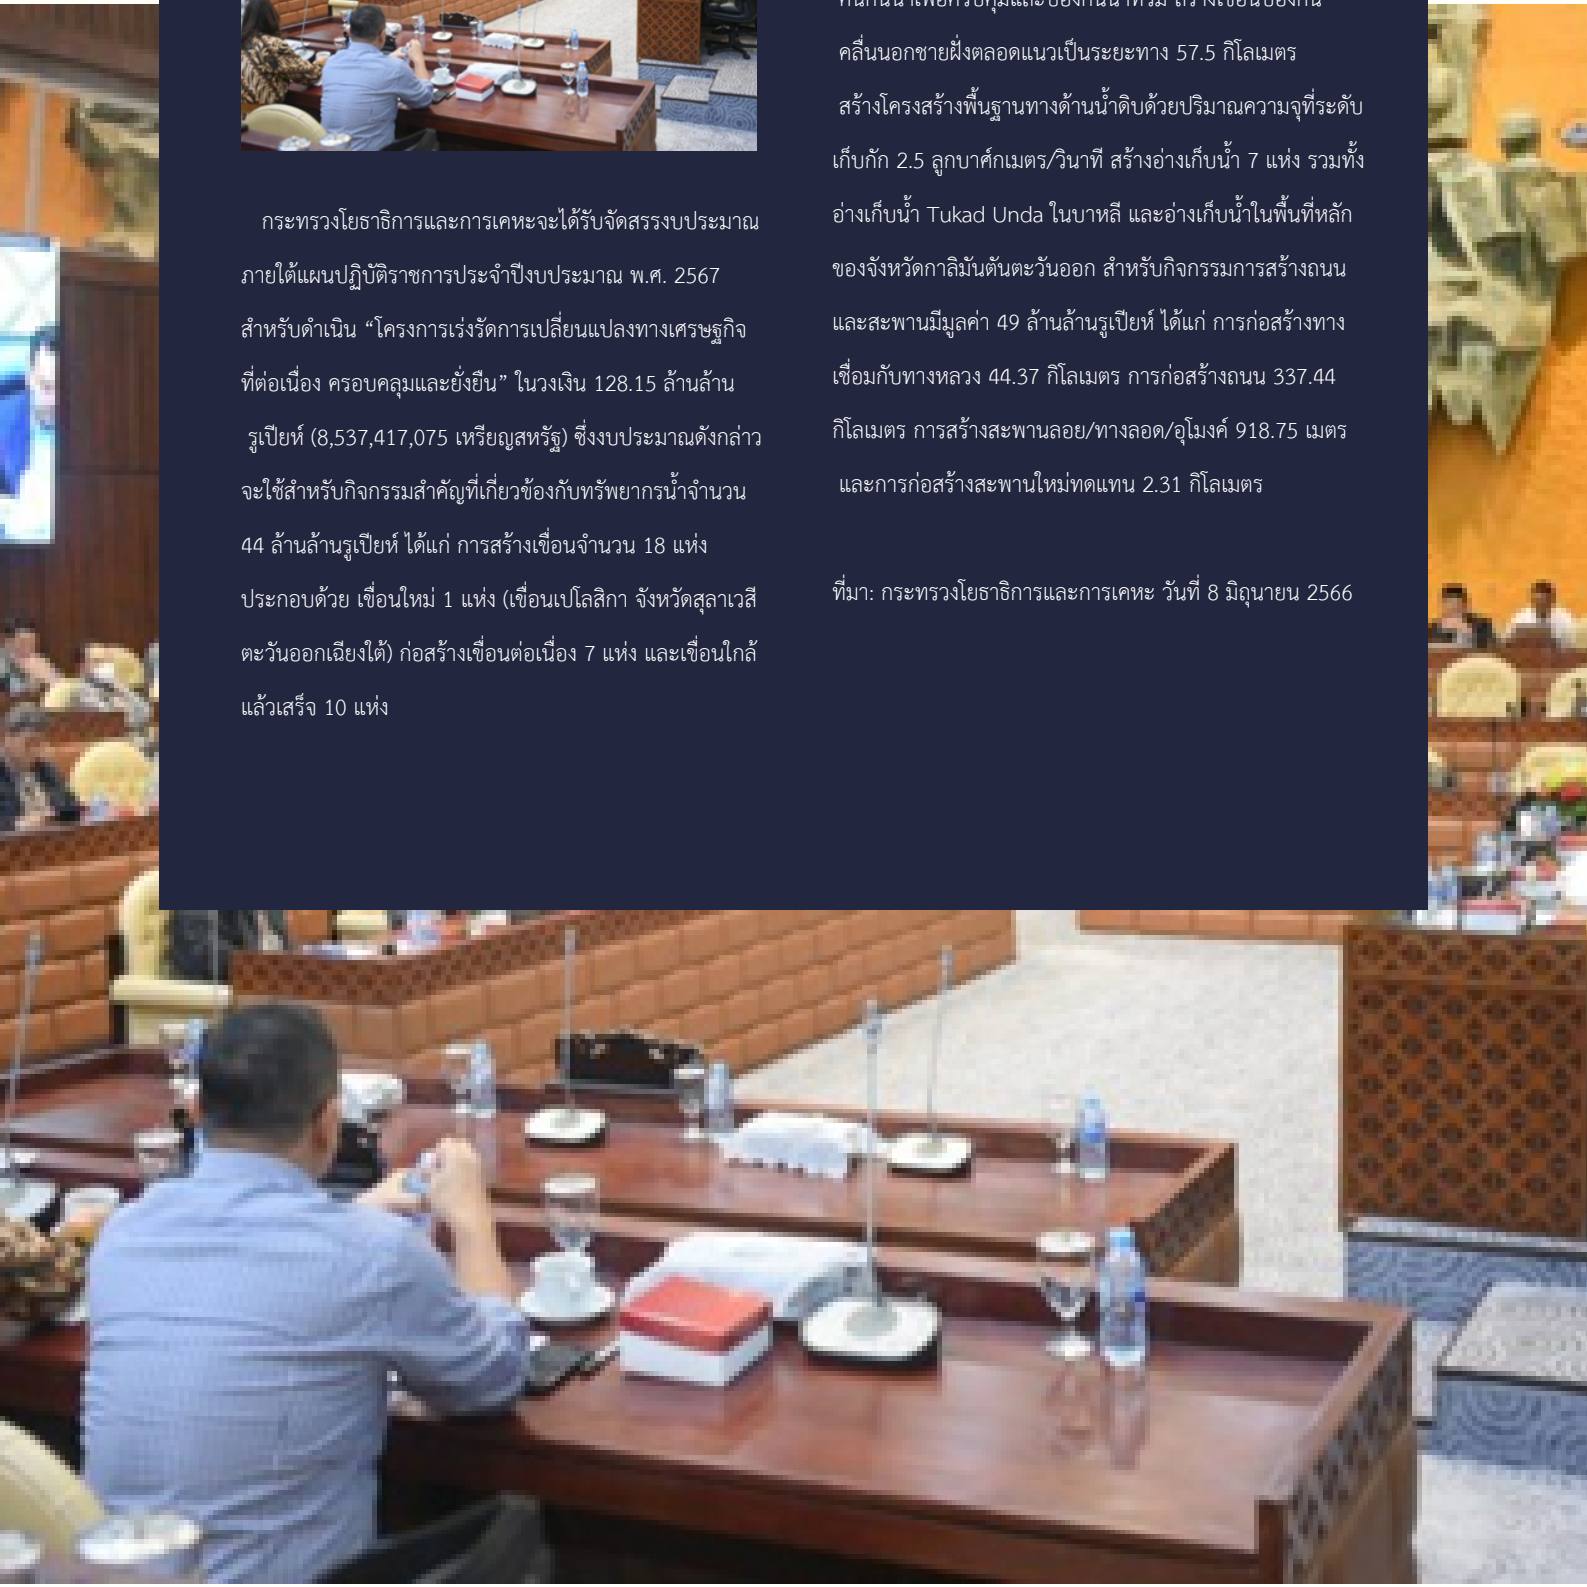 กระทรวงโยธาธิการและการเคหะจะได้รับจัดสรรงบประมาณ
ภายใต้แผนปฏิบัติราชการประจำปีงบประมาณ พ.ศ. 2567
สำหรับดำเนิน “โครงการเร่งรัดการเปลี่ยนแปลงทางเศรษฐกิจ
ที่ต่อเนื่อง ครอบคลุมและยั่งยืน” ในวงเงิน 128.15 ล้านล้าน
รูเปียห์ (8,537,417,075 เหรียญสหรัฐ) ซึ่งงบประมาณดังกล่าว
จะใช้สำหรับกิจกรรมสำคัญที่เกี่ยวข้องกับทรัพยากรน้ำจำนวน
44 ล้านล้านรูเปียห์ ได้แก่ การสร้างเขื่อนจำนวน 18 แห่ง
ประกอบด้วย เขื่อนใหม่ 1 แห่ง (เขื่อนเปโลสิกา จังหวัดสุลาเวสี
ตะวันออกเฉียงใต้) ก่อสร้างเขื่อนต่อเนื่อง 7 แห่ง และเขื่อนใกล้
แล้วเสร็จ 10 แห่ง
คลื่นนอกชายฝั่งตลอดแนวเป็นระยะทาง 57.5 กิโลเมตร
สร้างโครงสร้างพื้นฐานทางด้านน้ำดิบด้วยปริมาณความจุที่ระดับ
เก็บกัก 2.5 ลูกบาศ์กเมตร/วินาที สร้างอ่างเก็บน้ำ 7 แห่ง รวมทั้ง
อ่างเก็บน้ำ Tukad Unda ในบาหลี และอ่างเก็บน้ำในพื้นที่หลัก
ของจังหวัดกาลิมันตันตะวันออก สำหรับกิจกรรมการสร้างถนน
และสะพานมีมูลค่า 49 ล้านล้านรูเปียห์ ได้แก่ การก่อสร้างทาง
เชื่อมกับทางหลวง 44.37 กิโลเมตร การก่อสร้างถนน 337.44
กิโลเมตร การสร้างสะพานลอย/ทางลอด/อุโมงค์ 918.75 เมตร
และการก่อสร้างสะพานใหม่ทดแทน 2.31 กิโลเมตร
ที่มา: กระทรวงโยธาธิการและการเคหะ วันที่ 8 มิถุนายน 2566